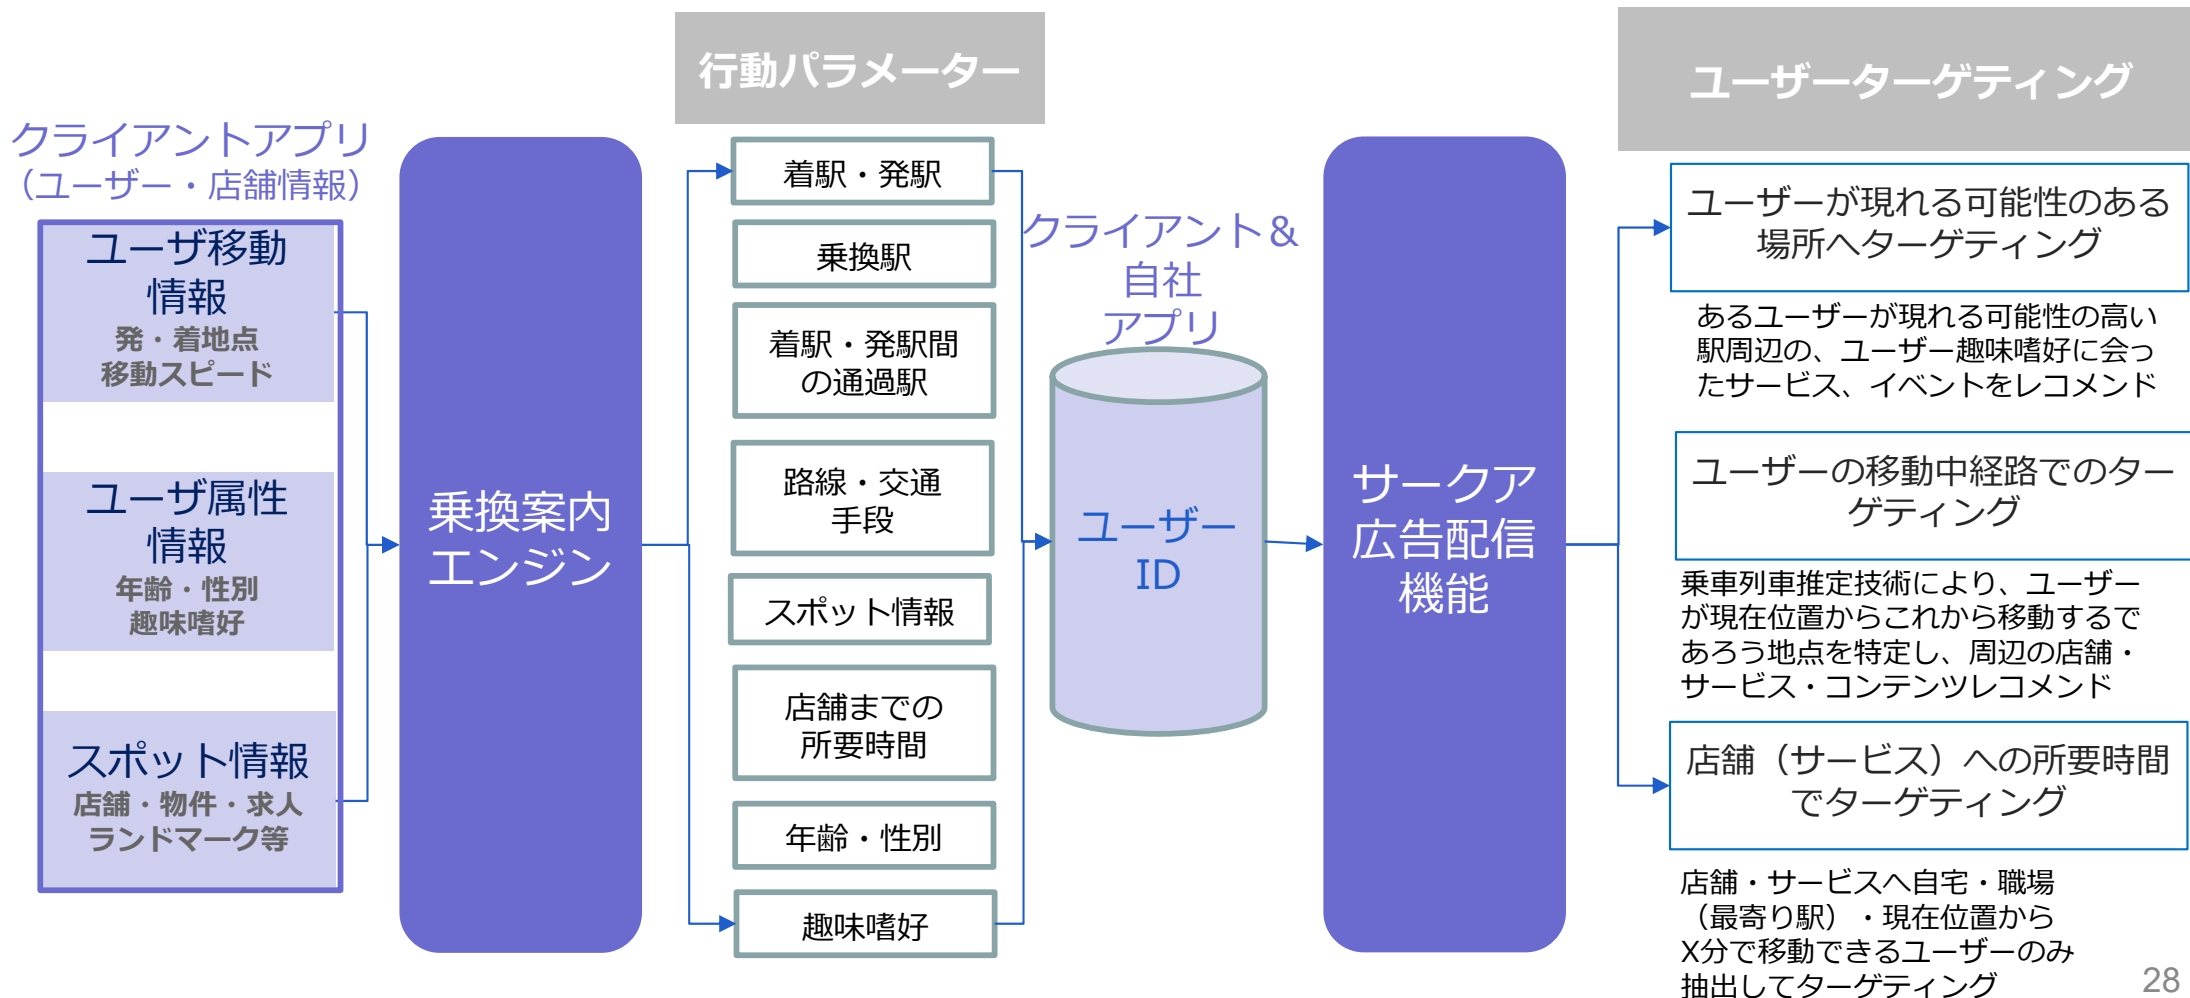 行動パラメーター
ユーザーターゲティング
クライアントアプリ
（ユーザー・店舗情報）
ユーザ移動
情報
発・着地点
移動スピード
ユーザ属性
情報
年齢・性別
趣味嗜好
スポット情報
店舗・物件・求人
ランドマーク等
乗換案内
エンジン
着駅・発駅
乗換駅
着駅・発駅間
の通過駅
路線・交通
手段
スポット情報
店舗までの
所要時間
年齢・性別
趣味嗜好
クライアント＆
自社
アプリ
ユーザー
ID
サークア
広告配信
機能
ユーザーが現れる可能性のある
場所へターゲティング
あるユーザーが現れる可能性の高い
駅周辺の、ユーザー趣味嗜好に会っ
たサービス、イベントをレコメンド
ユーザーの移動中経路でのター
ゲティング
乗車列車推定技術により、ユーザー
が現在位置からこれから移動するで
あろう地点を特定し、周辺の店舗・
サービス・コンテンツレコメンド
店舗（サービス）への所要時間
でターゲティング
店舗・サービスへ自宅・職場
（最寄り駅）・現在位置から
X分で移動できるユーザーのみ
抽出してターゲティング
28